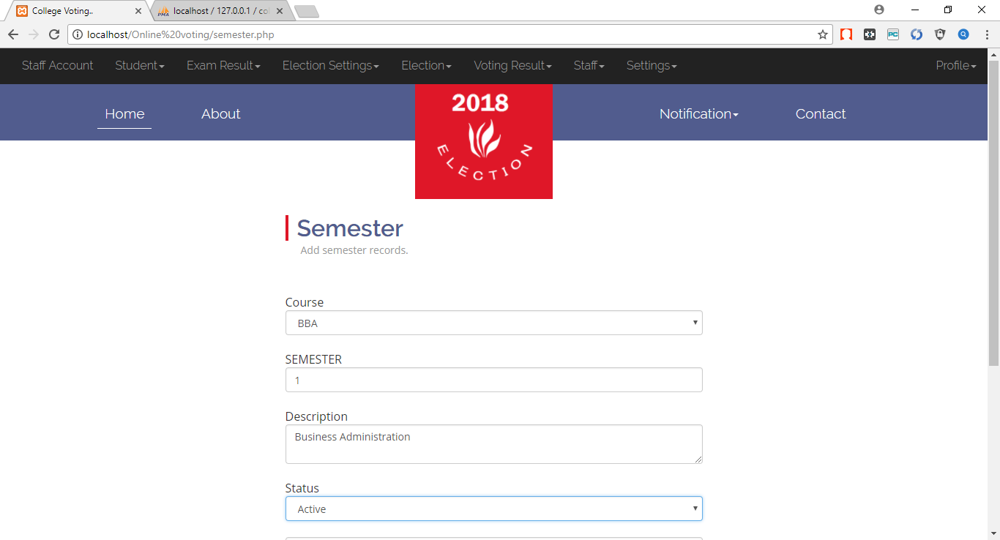 College Voting..
PMA localhost / 127.0.0.1 / co
localhost/Online%20voting/semester.php
PC
Staff Account Student Exam Result Election Settings Election Voting Result Staff Settings Profile
Home About Notification Contact
2018
ELECTION
Semester
Add semester records.
Course
BBA
SEMESTER
1
Description
Business Administration
Status
Active